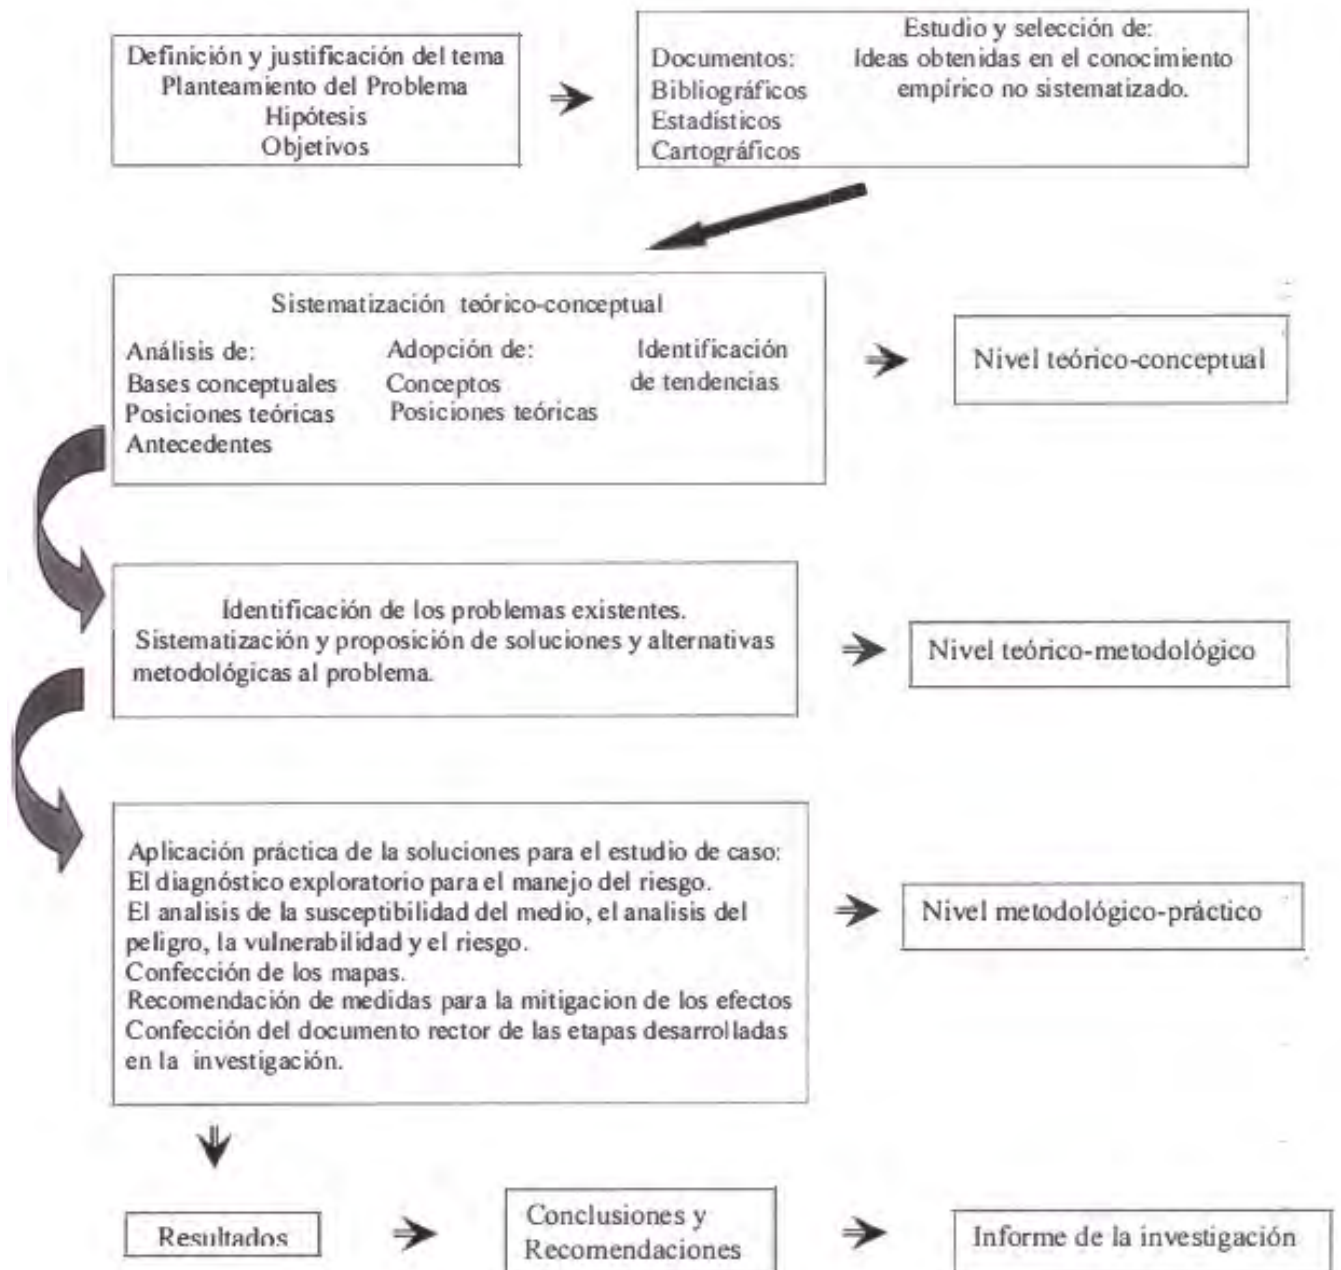 Definición y justificación del tema
Planteamiento del Problema
Hipótesis
Objetivos
Estudio y selección de:
Documentos:
Bibliográficos
Estadísticos
Cartográficos
Ideas obtenidas en el conocimiento
empírico no sistematizado.
Sistematización teórico-conceptual
Análisis de:
Bases conceptuales
Posiciones teóricas
Antecedentes
Adopción de:
Conceptos
Posiciones teóricas
Identificación
de tendencias
Nivel teórico-conceptual
Identificación de los problemas existentes.
Sistematización y proposición de soluciones y alternativas
metodológicas al problema.
Nivel teórico-metodológico
Aplicación práctica de la soluciones para el estudio de caso:
El diagnóstico exploratorio para el manejo del riesgo.
El analisis de la susceptibilidad del medio, el analisis del
peligro, la vulnerabilidad y el riesgo.
Confección de los mapas.
Recomendación de medidas para la mitigacion de los efectos
Confección del documento rector de las etapas desarrolladas
en la investigación.
Nivel metodológico-práctico
Resultados
Conclusiones y
Recomendaciones
Informe de la investigación